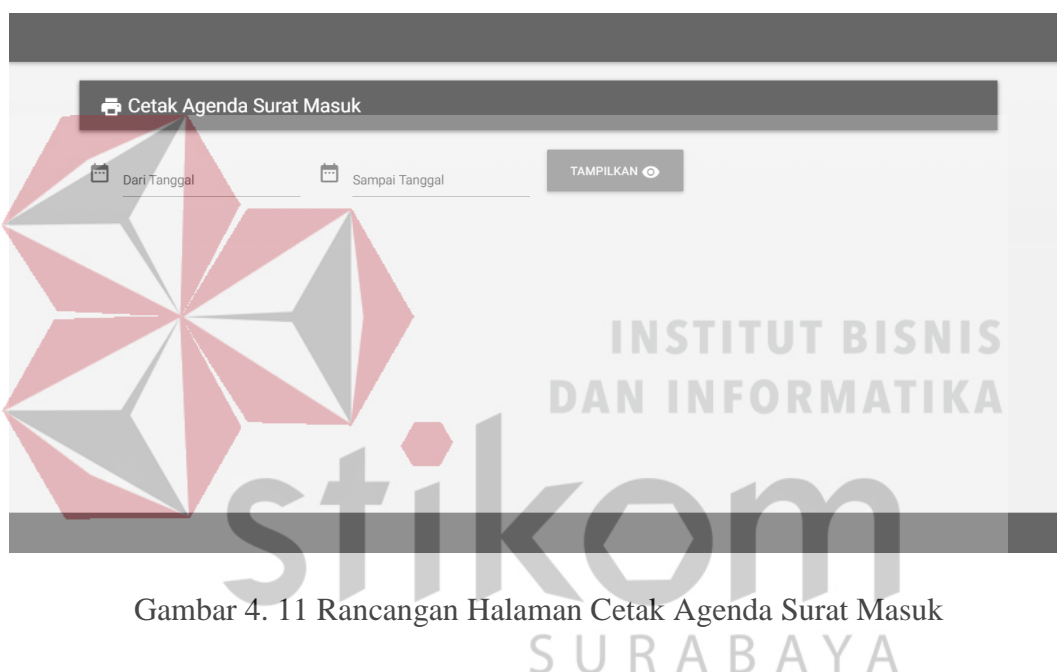 Cetak Agenda Surat Masuk
Dari Tanggal
Sampai Tanggal
TAMPILKAN
INSTITUT BISNIS
DAN INFORMATIKA
stikom
Gambar 4. 11 Rancangan Halaman Cetak Agenda Surat Masuk
SURABAYA